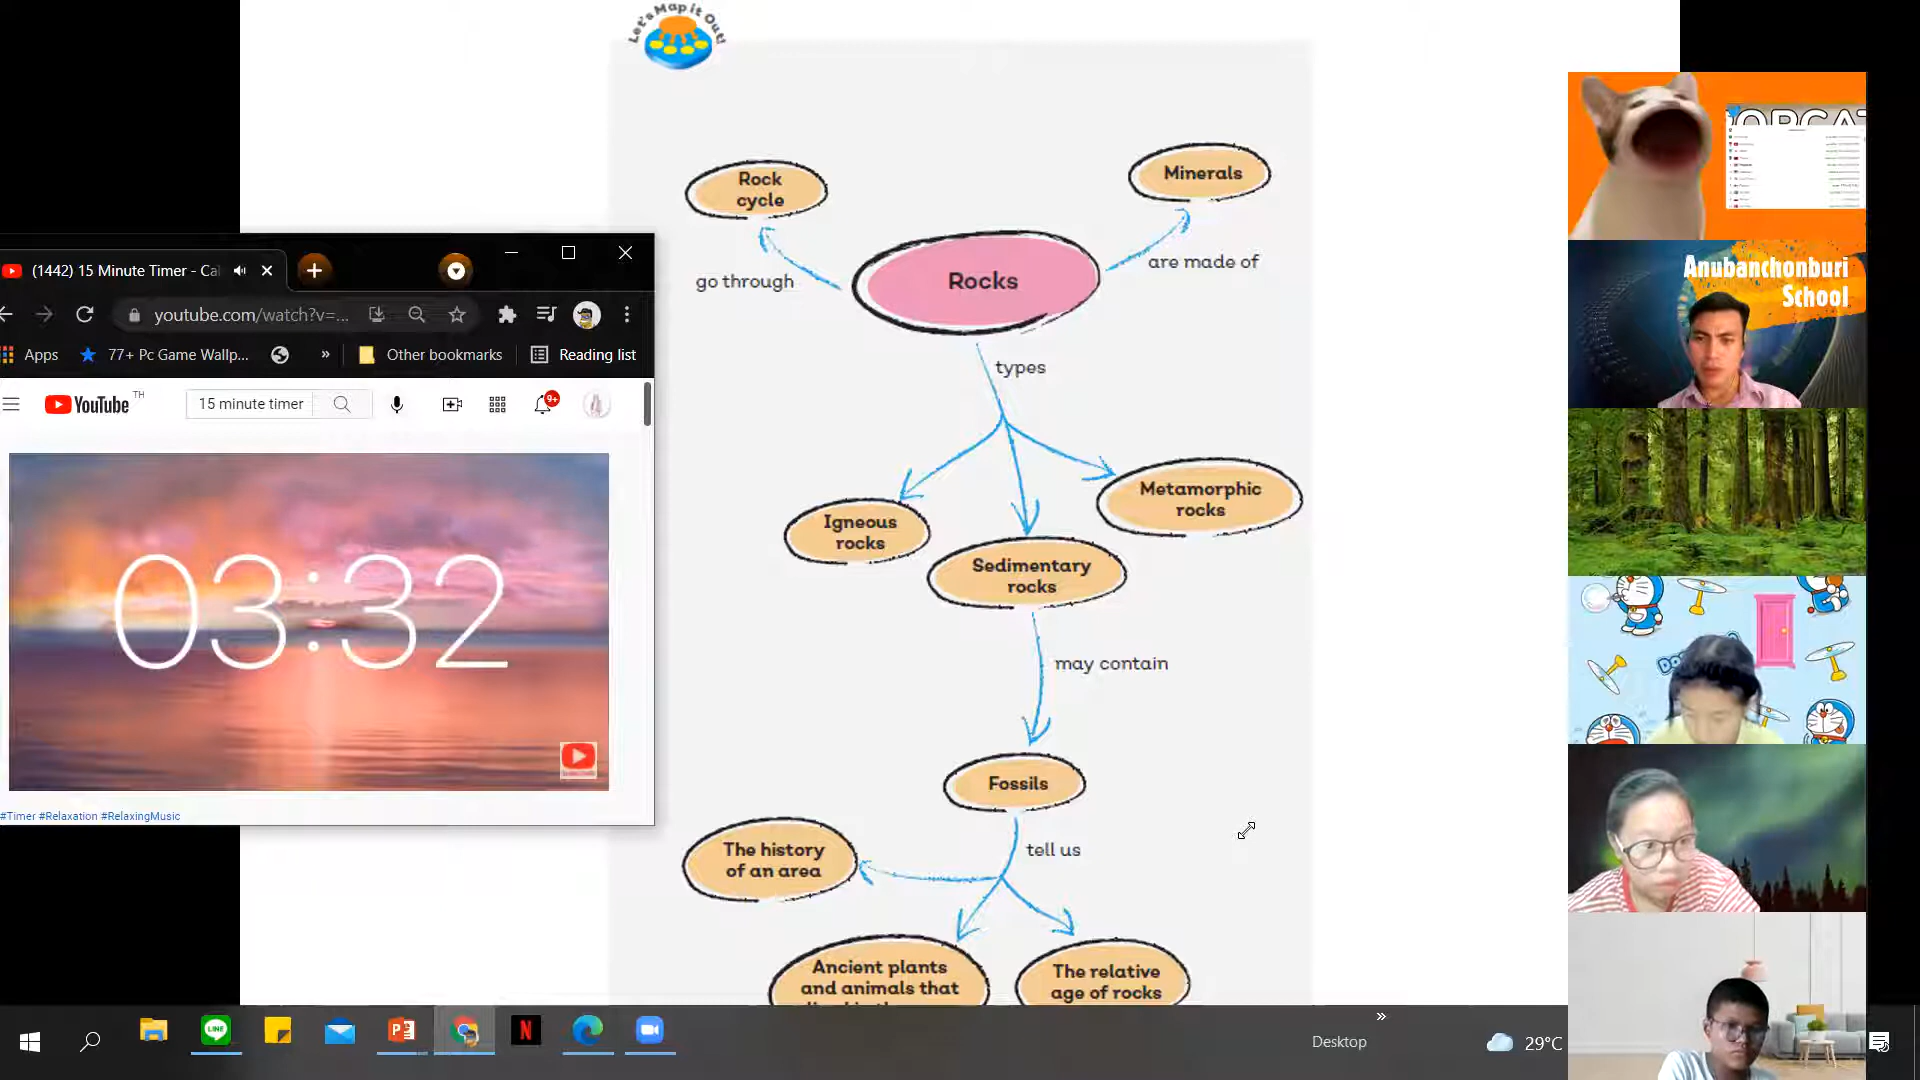 Let's Map it Out!
Rock
cycle
Minerals
Rocks
go through
are made of
types
Metamorphic
rocks
Igneous
rocks
Sedimentary
rocks
may contain
Fossils
tell us
The history
of an area
Ancient plants
and animals that
The relative
age of rocks
(1442) 15 Minute Timer - Cal
youtube.com/watch?v=...
Apps
77+ Pc Game Wallp...
»
Other bookmarks
Reading list
YouTube TH
15 minute timer
9+
03:32
#Timer #Relaxation #RelaxingMusic
Anubanchonburi
School
Desktop
»
29°C